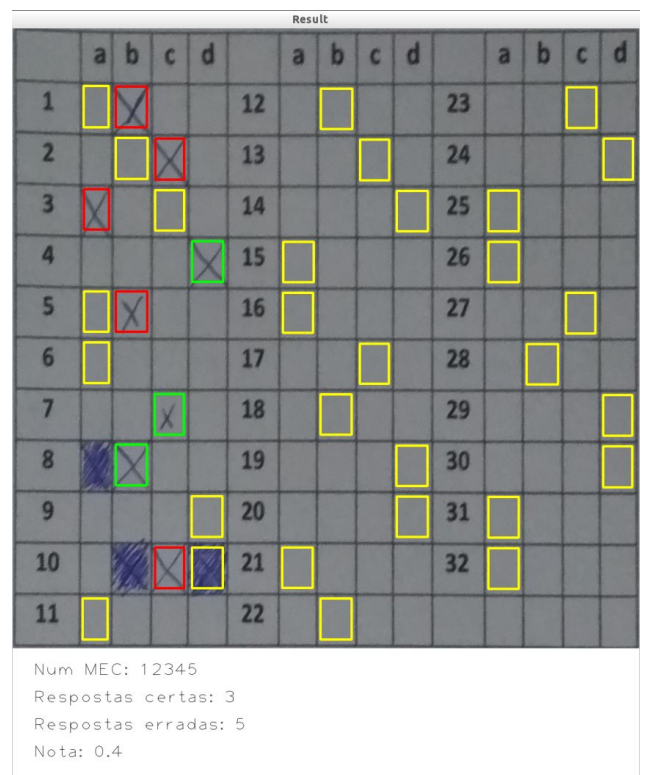 Result
a b c d a b c d a b c d
1 12 23
2 13 24
3 14 25
4 15 26
5 16 27
6 17 28
7 18 29
8 19 30
9 20 31
10 21 32
11 22
Num MEC: 12345
Respostas certas: 3
Respostas erradas: 5
Nota: 0.4